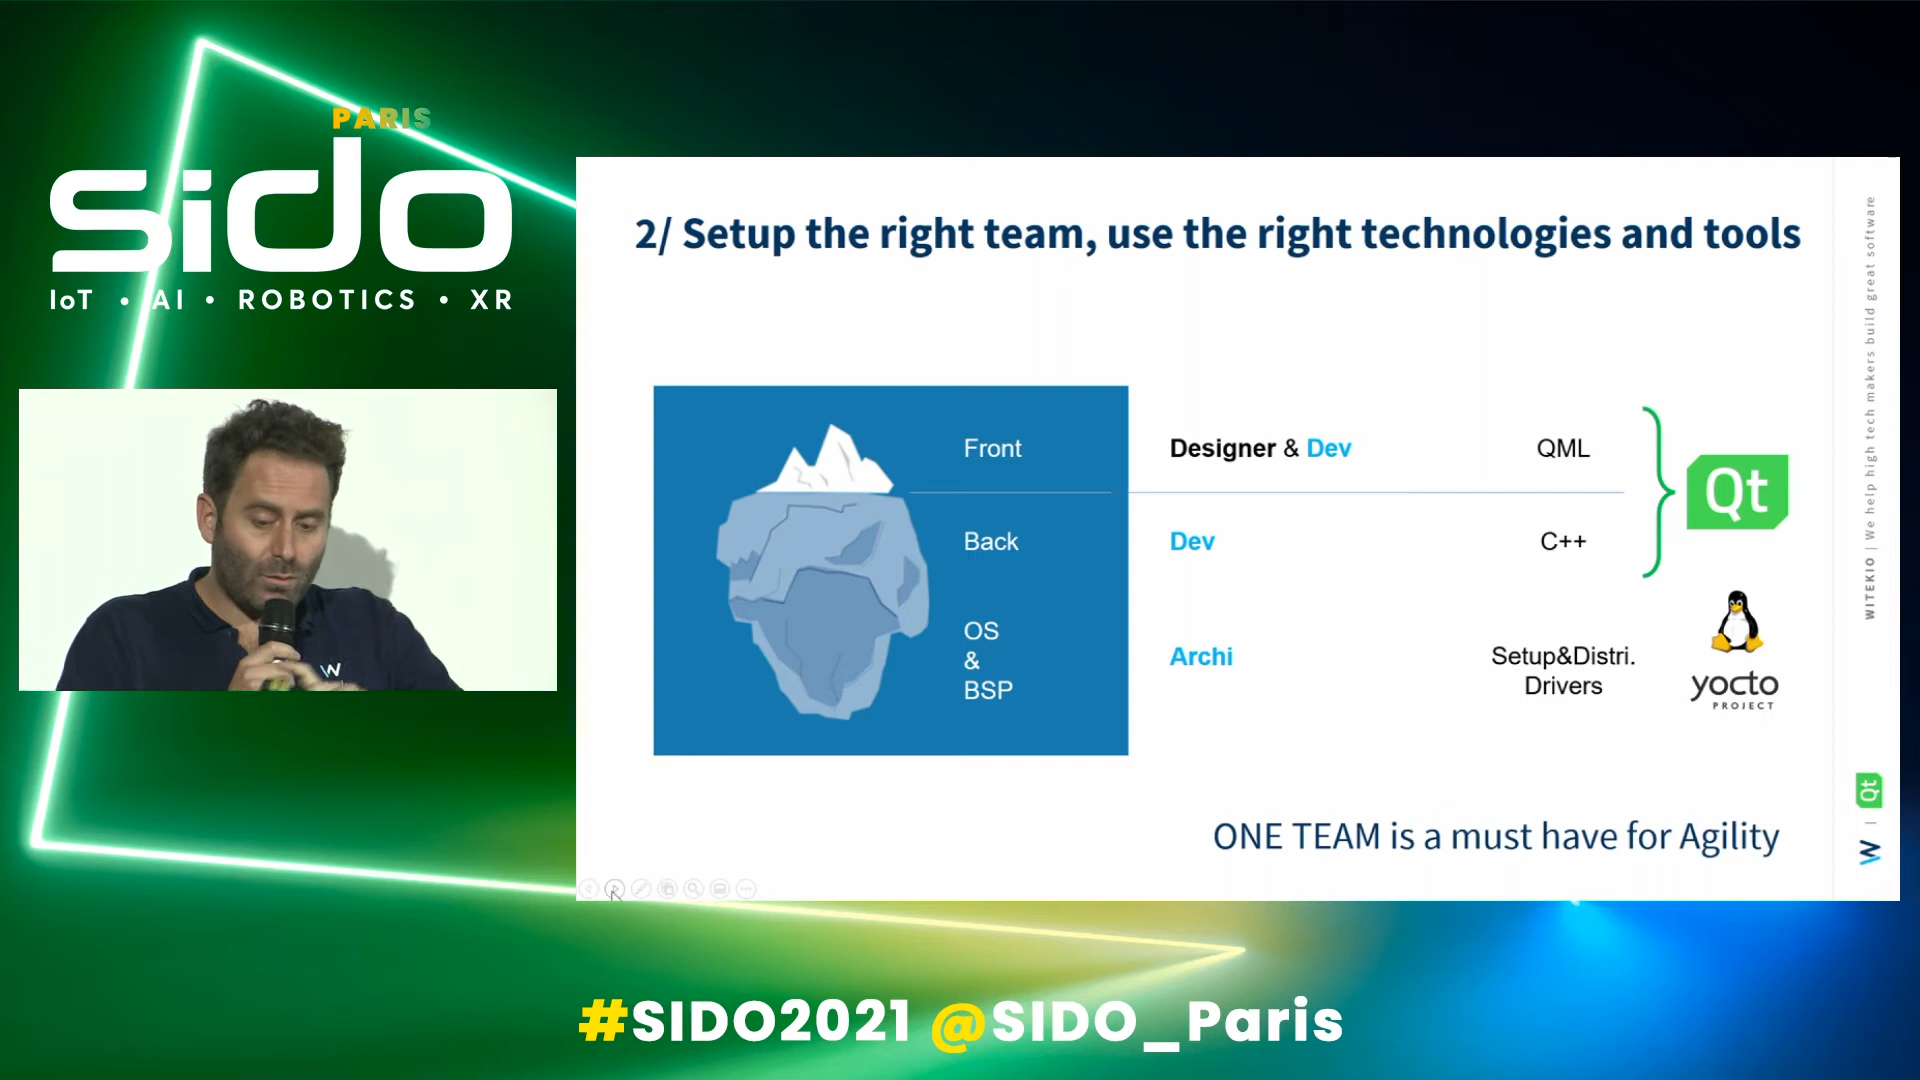 PARIS
sido
IoT • AI • ROBOTICS • XR
2/ Setup the right team, use the right technologies and tools
Front
Designer & Dev
QML
Qt
Back
Dev
C++
OS
&
BSP
Archi
Setup&Distri.
Drivers
yocto
PROJECT
ONE TEAM is a must have for Agility
WITEKIO | We help high tech makers build great software
Qt
W
W
#SIDO2021 @SIDO_Paris